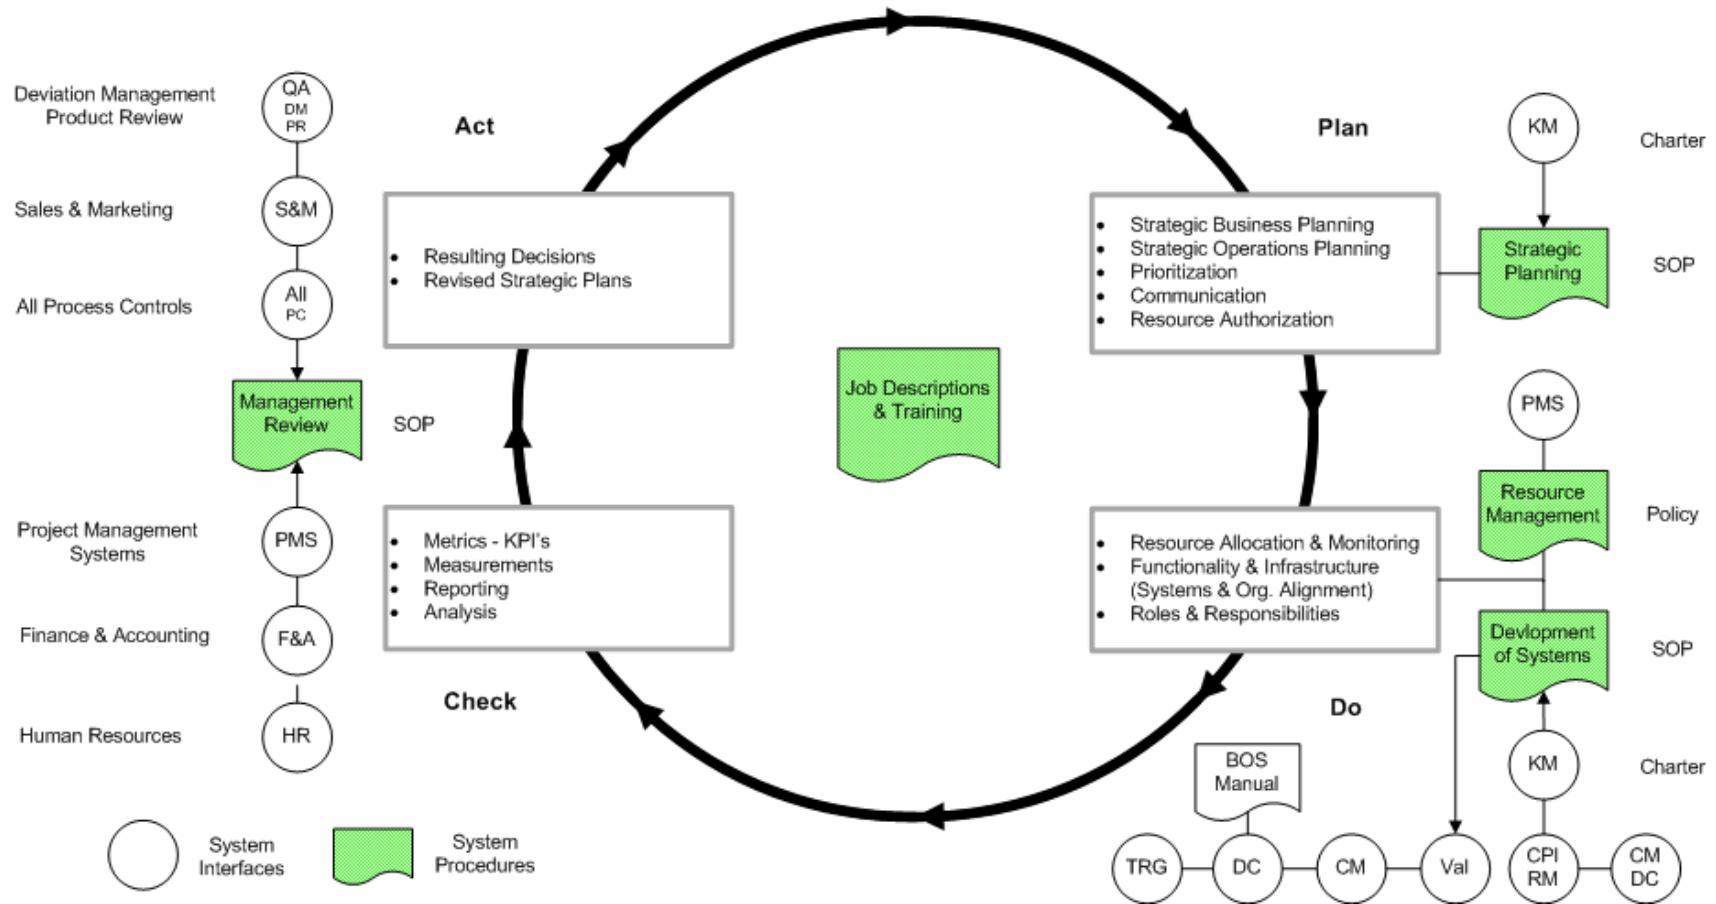 Deviation Management
Product Review
QA
DM
PR
Sales & Marketing
S&M
All Process Controls
All
PC
Management
Review
SOP
Project Management
Systems
PMS
Finance & Accounting
F&A
Human Resources
HR
System
Interfaces
System
Procedures
Act
• Resulting Decisions
• Revised Strategic Plans
• Metrics - KPI's
• Measurements
• Reporting
• Analysis
Check
Job Descriptions
& Training
Plan
• Strategic Business Planning
• Strategic Operations Planning
• Prioritization
• Communication
• Resource Authorization
• Resource Allocation & Monitoring
• Functionality & Infrastructure
(Systems & Org. Alignment)
• Roles & Responsibilities
Do
KM
Charter
Strategic
Planning
SOP
PMS
Resource
Management
Policy
Devlopment
of Systems
SOP
KM
Charter
BOS
Manual
TRG
DC
CM
Val
CPI
RM
CM
DC